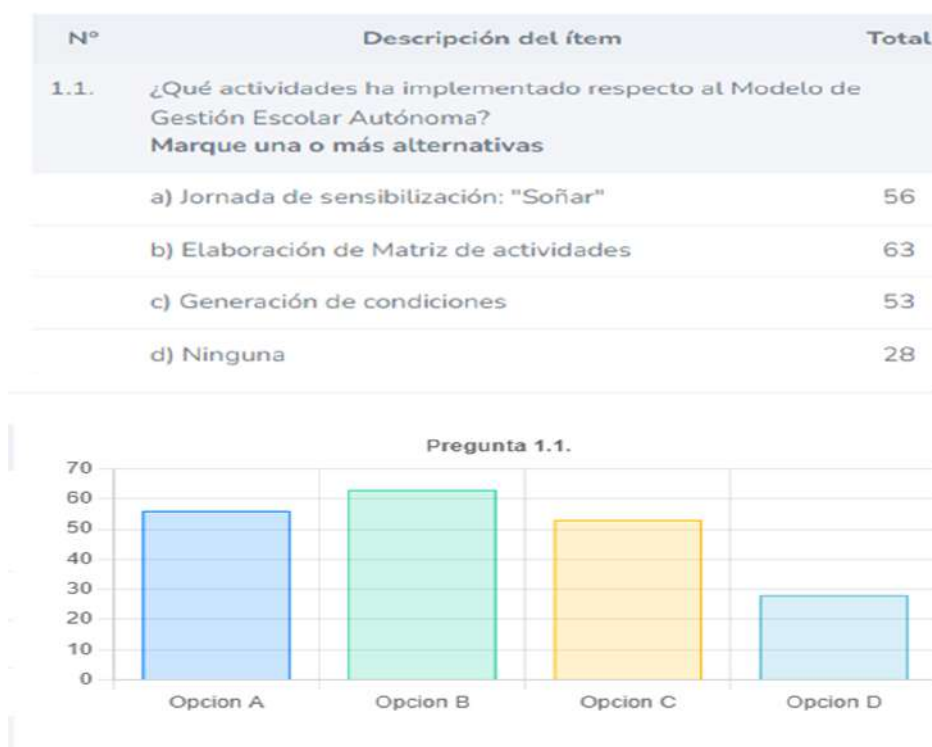 N° Descripción del ítem Total
1.1. ¿Qué actividades ha implementado respecto al Modelo de
Gestión Escolar Autónoma?
Marque una o más alternativas
a) Jornada de sensibilización: "Soñar" 56
b) Elaboración de Matriz de actividades 63
c) Generación de condiciones 53
d) Ninguna 28
Pregunta 1.1.
70
60
50
40
30
20
10
0
Opcion A Opcion B Opcion C Opcion D